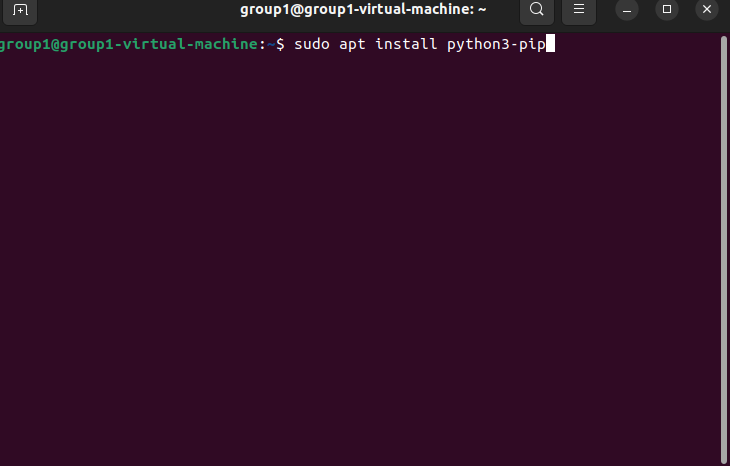 group1@group1-virtual-machine: ~
group1@group1-virtual-machine:~$ sudo apt install python3-pip